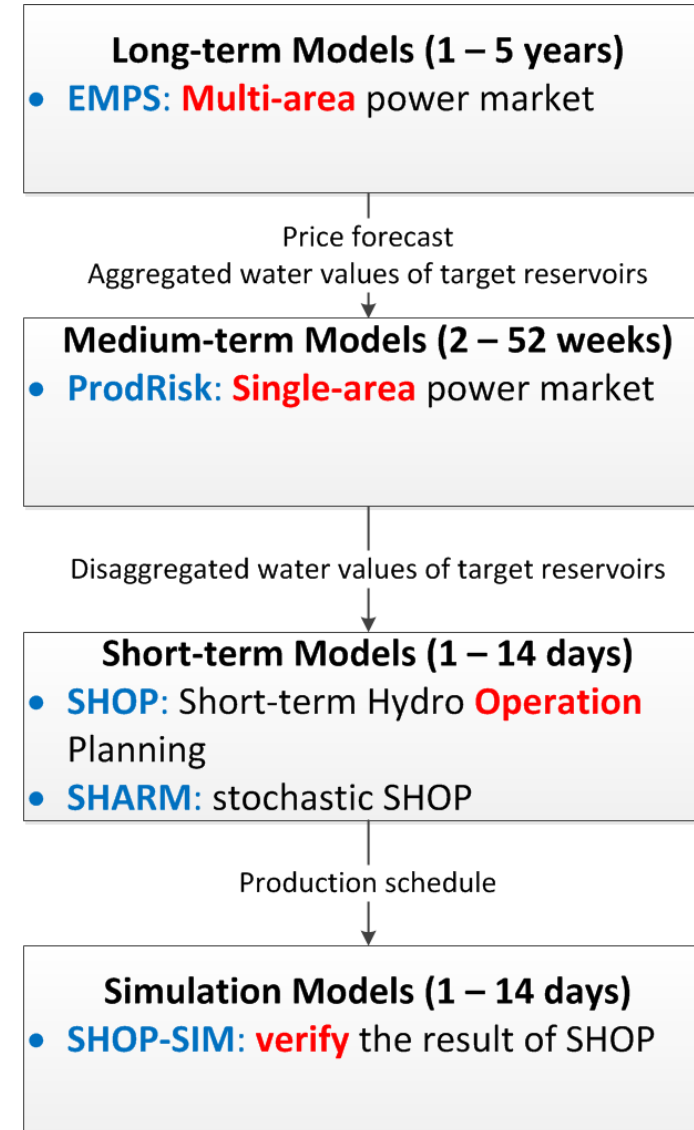 Long-term Models (1 – 5 years)
• EMPS: Multi-area power market
Price forecast
Aggregated water values of target reservoirs
Medium-term Models (2 – 52 weeks)
• ProdRisk: Single-area power market
Disaggregated water values of target reservoirs
Short-term Models (1 – 14 days)
• SHOP: Short-term Hydro Operation
Planning
• SHARM: stochastic SHOP
Production schedule
Simulation Models (1 – 14 days)
• SHOP-SIM: verify the result of SHOP